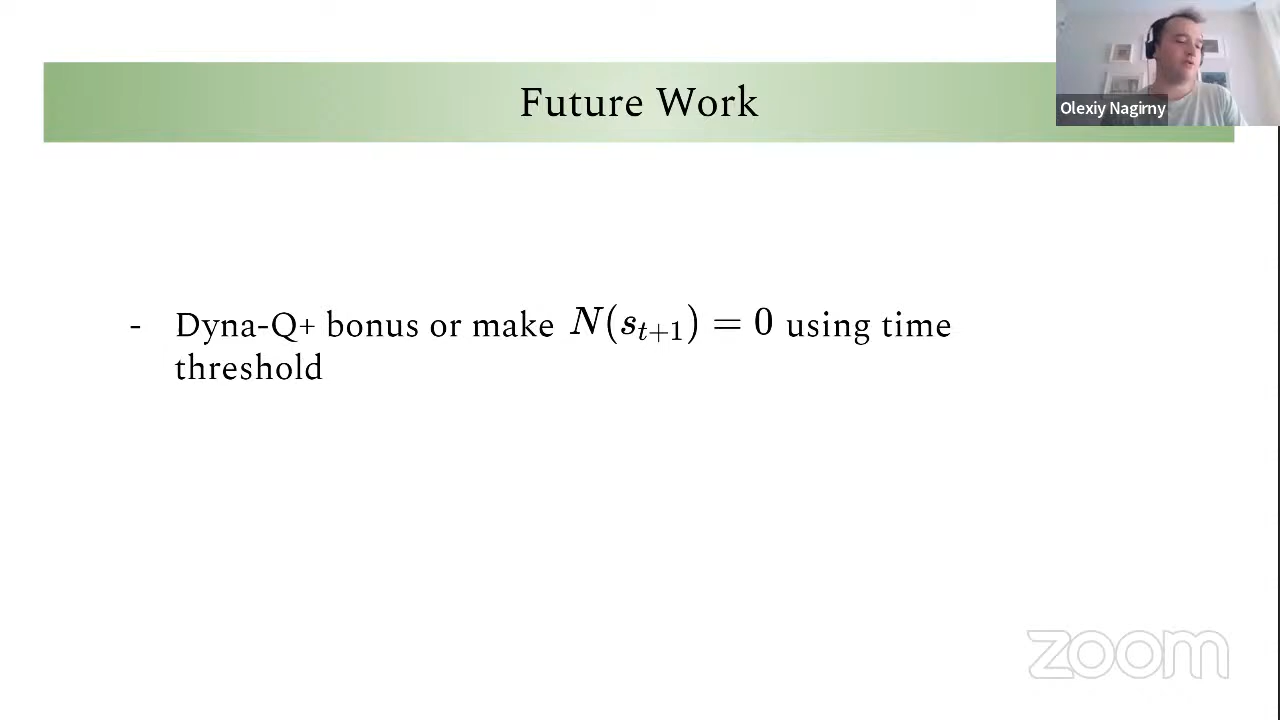 Future Work
Olexiy Nagirny
- Dyna-Q+ bonus or make N(s_{t+1}) = 0 using time
threshold
zoom